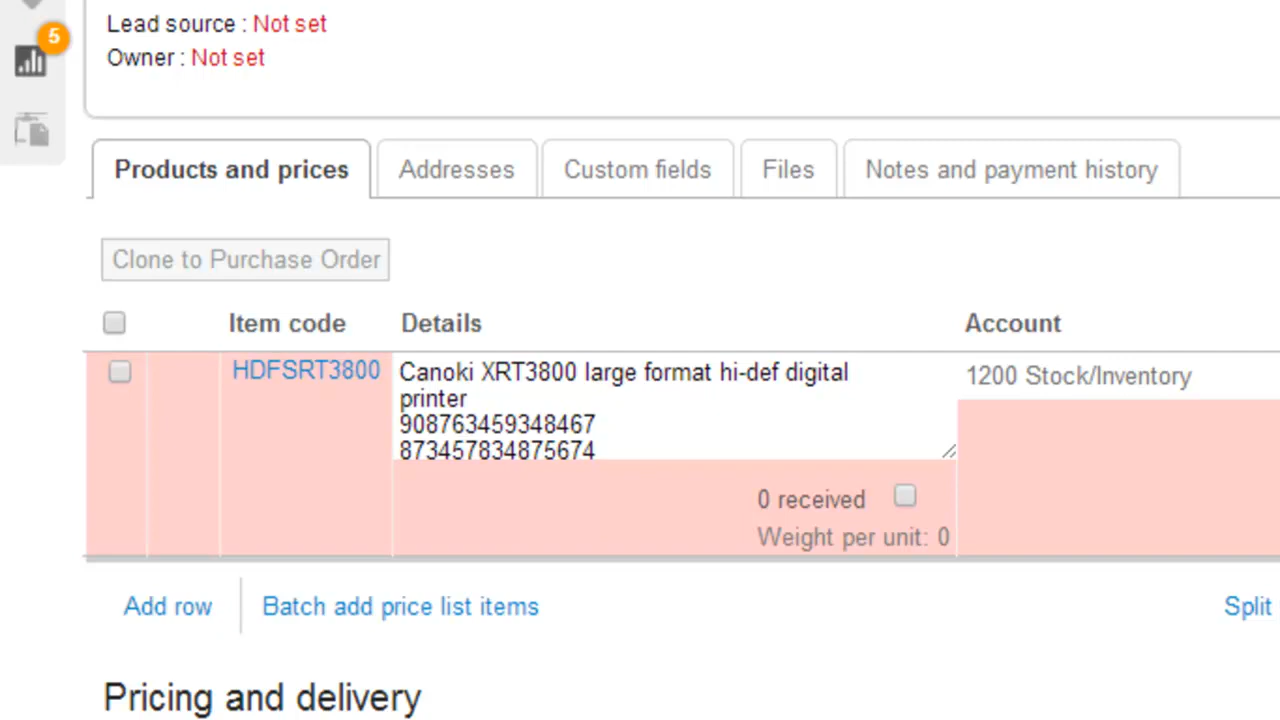 Lead source : Not set
5
Owner : Not set
Products and prices Addresses Custom fields Files Notes and payment history
Clone to Purchase Order
Item code Details Account
HDFSRT3800 Canoki XRT3800 large format hi-def digital 1200 Stock/Inventory
printer
908763459348467
873457834875674
0 received
Weight per unit: 0
Add row Batch add price list items Split
Pricing and delivery